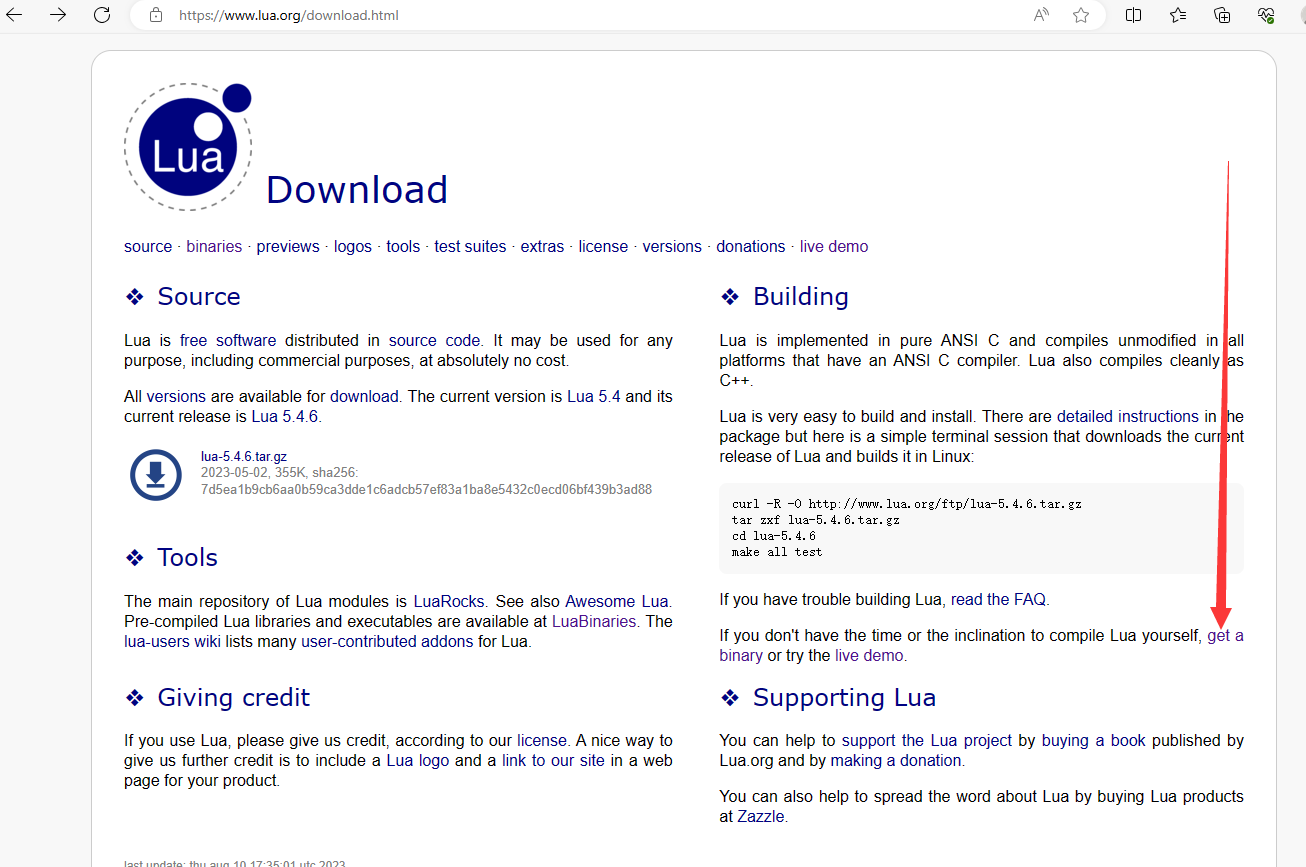 https://www.lua.org/download.html
Lua
Download
source · binaries · previews · logos · tools · test suites · extras · license · versions · donations · live demo
❖ Source
Lua is free software distributed in source code. It may be used for any
purpose, including commercial purposes, at absolutely no cost.
All versions are available for download. The current version is Lua 5.4 and its
current release is Lua 5.4.6.
lua-5.4.6.tar.gz
2023-05-02, 355K, sha256:
7d5ea1b9cb6aa0b59ca3dde1c6adcb57ef83a1ba8e5432c0ecd06bf439b3ad88
❖ Tools
The main repository of Lua modules is LuaRocks. See also Awesome Lua.
Pre-compiled Lua libraries and executables are available at LuaBinaries. The
lua-users wiki lists many user-contributed addons for Lua.
❖ Giving credit
If you use Lua, please give us credit, according to our license. A nice way to
give us further credit is to include a Lua logo and a link to our site in a web
page for your product.
❖ Building
Lua is implemented in pure ANSI C and compiles unmodified in all
platforms that have an ANSI C compiler. Lua also compiles cleanly as
C++.
Lua is very easy to build and install. There are detailed instructions in the
package but here is a simple terminal session that downloads the current
release of Lua and builds it in Linux:
curl -R -O http://www.lua.org/ftp/lua-5.4.6.tar.gz
tar zxf lua-5.4.6.tar.gz
cd lua-5.4.6
make all test
If you have trouble building Lua, read the FAQ.
If you don't have the time or the inclination to compile Lua yourself, get a
binary or try the live demo.
❖ Supporting Lua
You can help to support the Lua project by buying a book published by
Lua.org and by making a donation.
You can also help to spread the word about Lua by buying Lua products
at Zazzle.
last update: thu aug 10 17:35:01 utc 2023